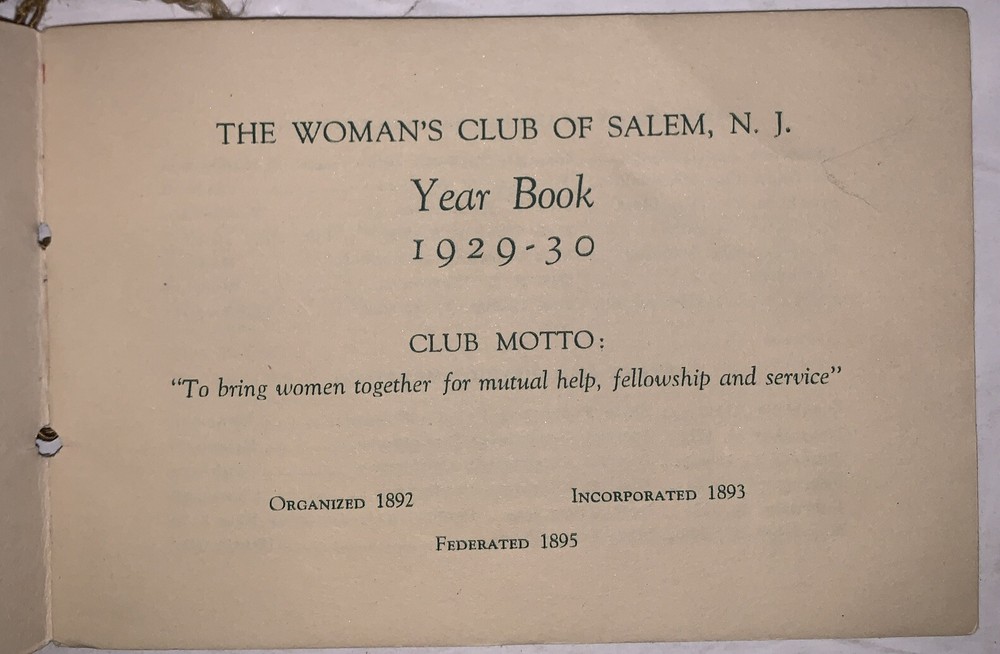 THE WOMAN'S CLUB OF SALEM, N. J.
Year Book
1929-30
CLUB MOTTO:
“To bring women together for mutual help, fellowship and service”
ORGANIZED 1892 INCORPORATED 1893
FEDERATED 1895